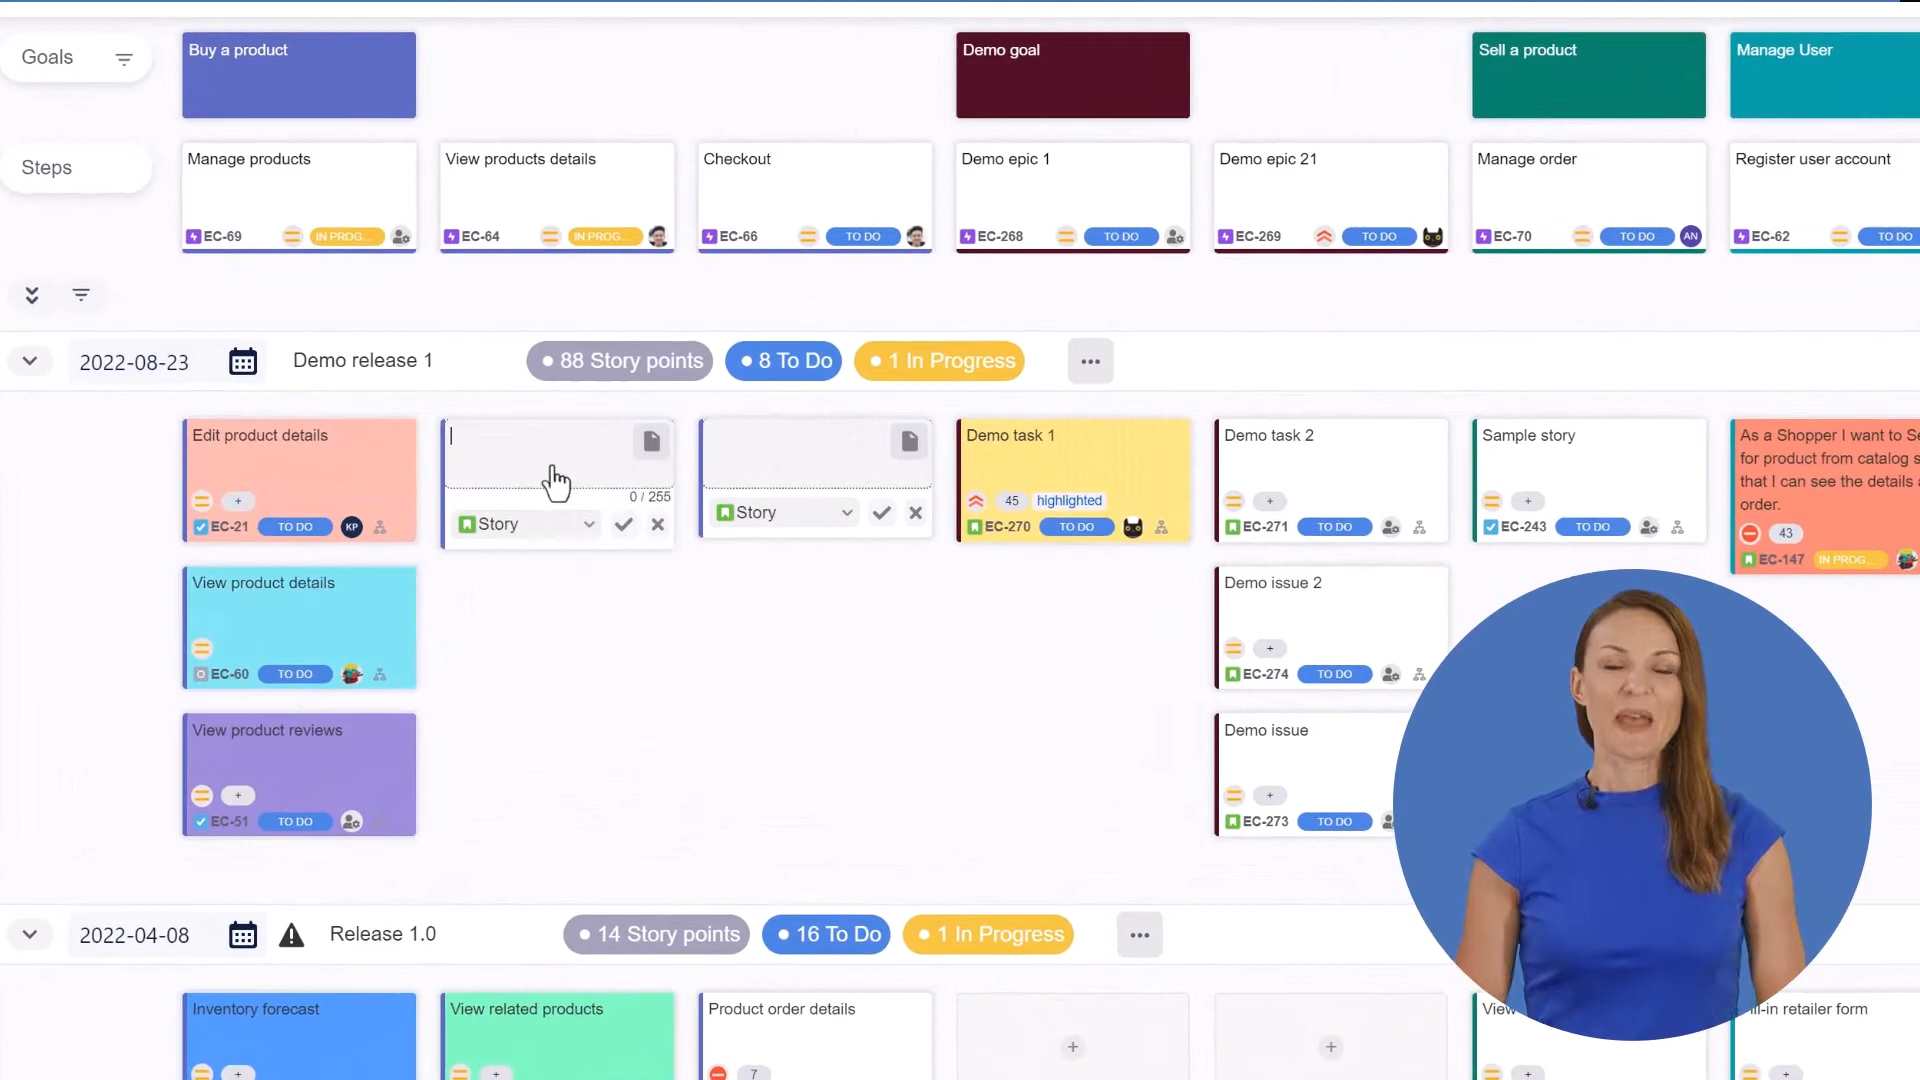 Goals
Buy a product
Demo goal
Sell a product
Manage User
Steps
Manage products
View products details
Checkout
Demo epic 1
Demo epic 21
Manage order
Register user account
EC-69 IN PROG...
EC-64 IN PROG...
EC-66 TO DO
EC-268 TO DO
EC-269 TO DO
EC-70 TO DO AN
EC-62 TO DO
2022-08-23 Demo release 1 88 Story points 8 To Do 1 In Progress
Edit product details
+
EC-21 TO DO KP
0 / 255
Story
Story
Demo task 1
45 highlighted
EC-270 TO DO
Demo task 2
+
EC-271 TO DO
Sample story
+
EC-243 TO DO
As a Shopper I want to Se
for product from catalog s
that I can see the details a
order.
43
EC-147 IN PROG...
View product details
EC-60 TO DO
Demo issue 2
+
EC-274 TO DO
View product reviews
+
EC-51 TO DO
Demo issue
+
EC-273 TO DO
2022-04-08 Release 1.0 14 Story points 16 To Do 1 In Progress
Inventory forecast
+
View related products
+
Product order details
7
+
+
View
+
ill-in retailer form
+